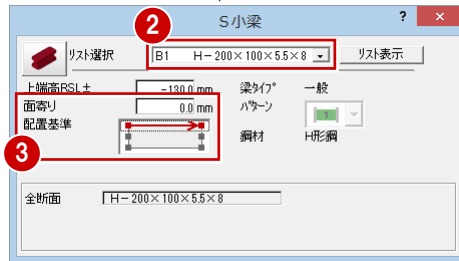 2
S小梁
? ×
リスト選択 B1 H－200×100×5.5×8 リスト表示
上端高RSL± -130.0 mm 梁タイプ 一般
面寄り 0.0 mm パターン
配置基準
鋼材 H形鋼
3
全断面 H－200×100×5.5×8